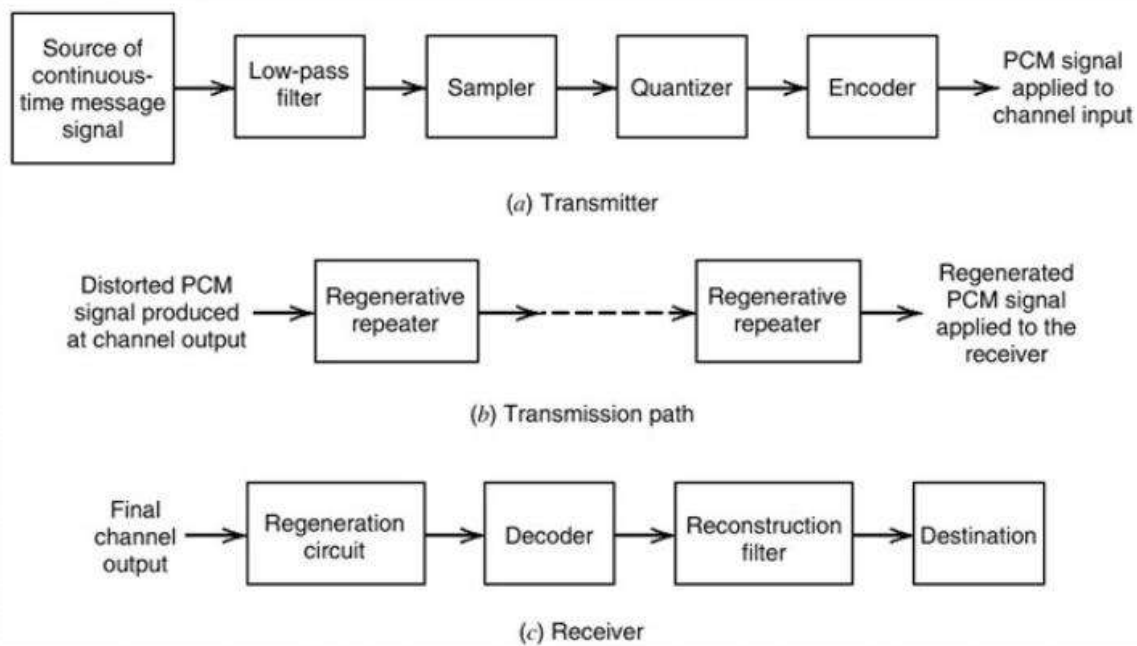 Source of
continuous-
time message
signal
Low-pass
filter
Sampler
Quantizer
Encoder
PCM signal
applied to
channel input
(a) Transmitter
Distorted PCM
signal produced
at channel output
Regenerative
repeater
Regenerative
repeater
Regenerated
PCM signal
applied to the
receiver
(b) Transmission path
Final
channel
output
Regeneration
circuit
Decoder
Reconstruction
filter
Destination
(c) Receiver